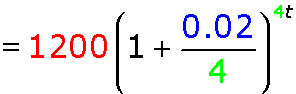 = 1200(1 + 0.02/4)^4t